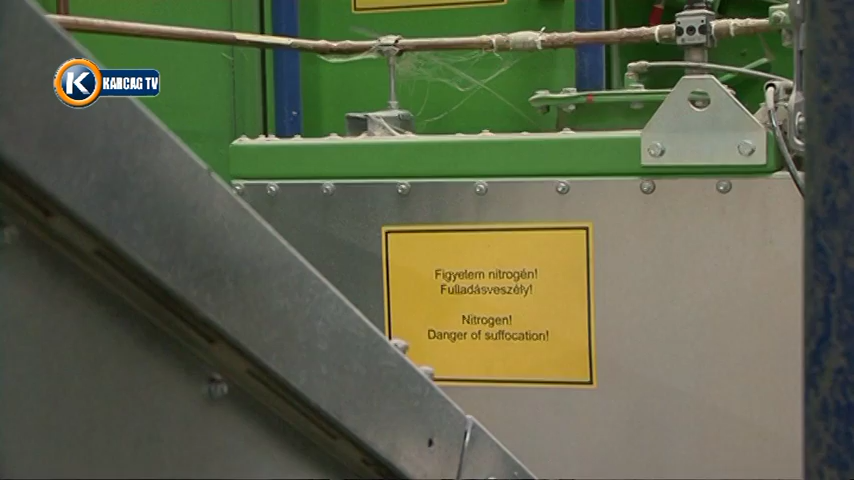 K KARCAG TV
Figyelem nitrogén!
Fulladásveszély!
Nitrogen!
Danger of suffocation!